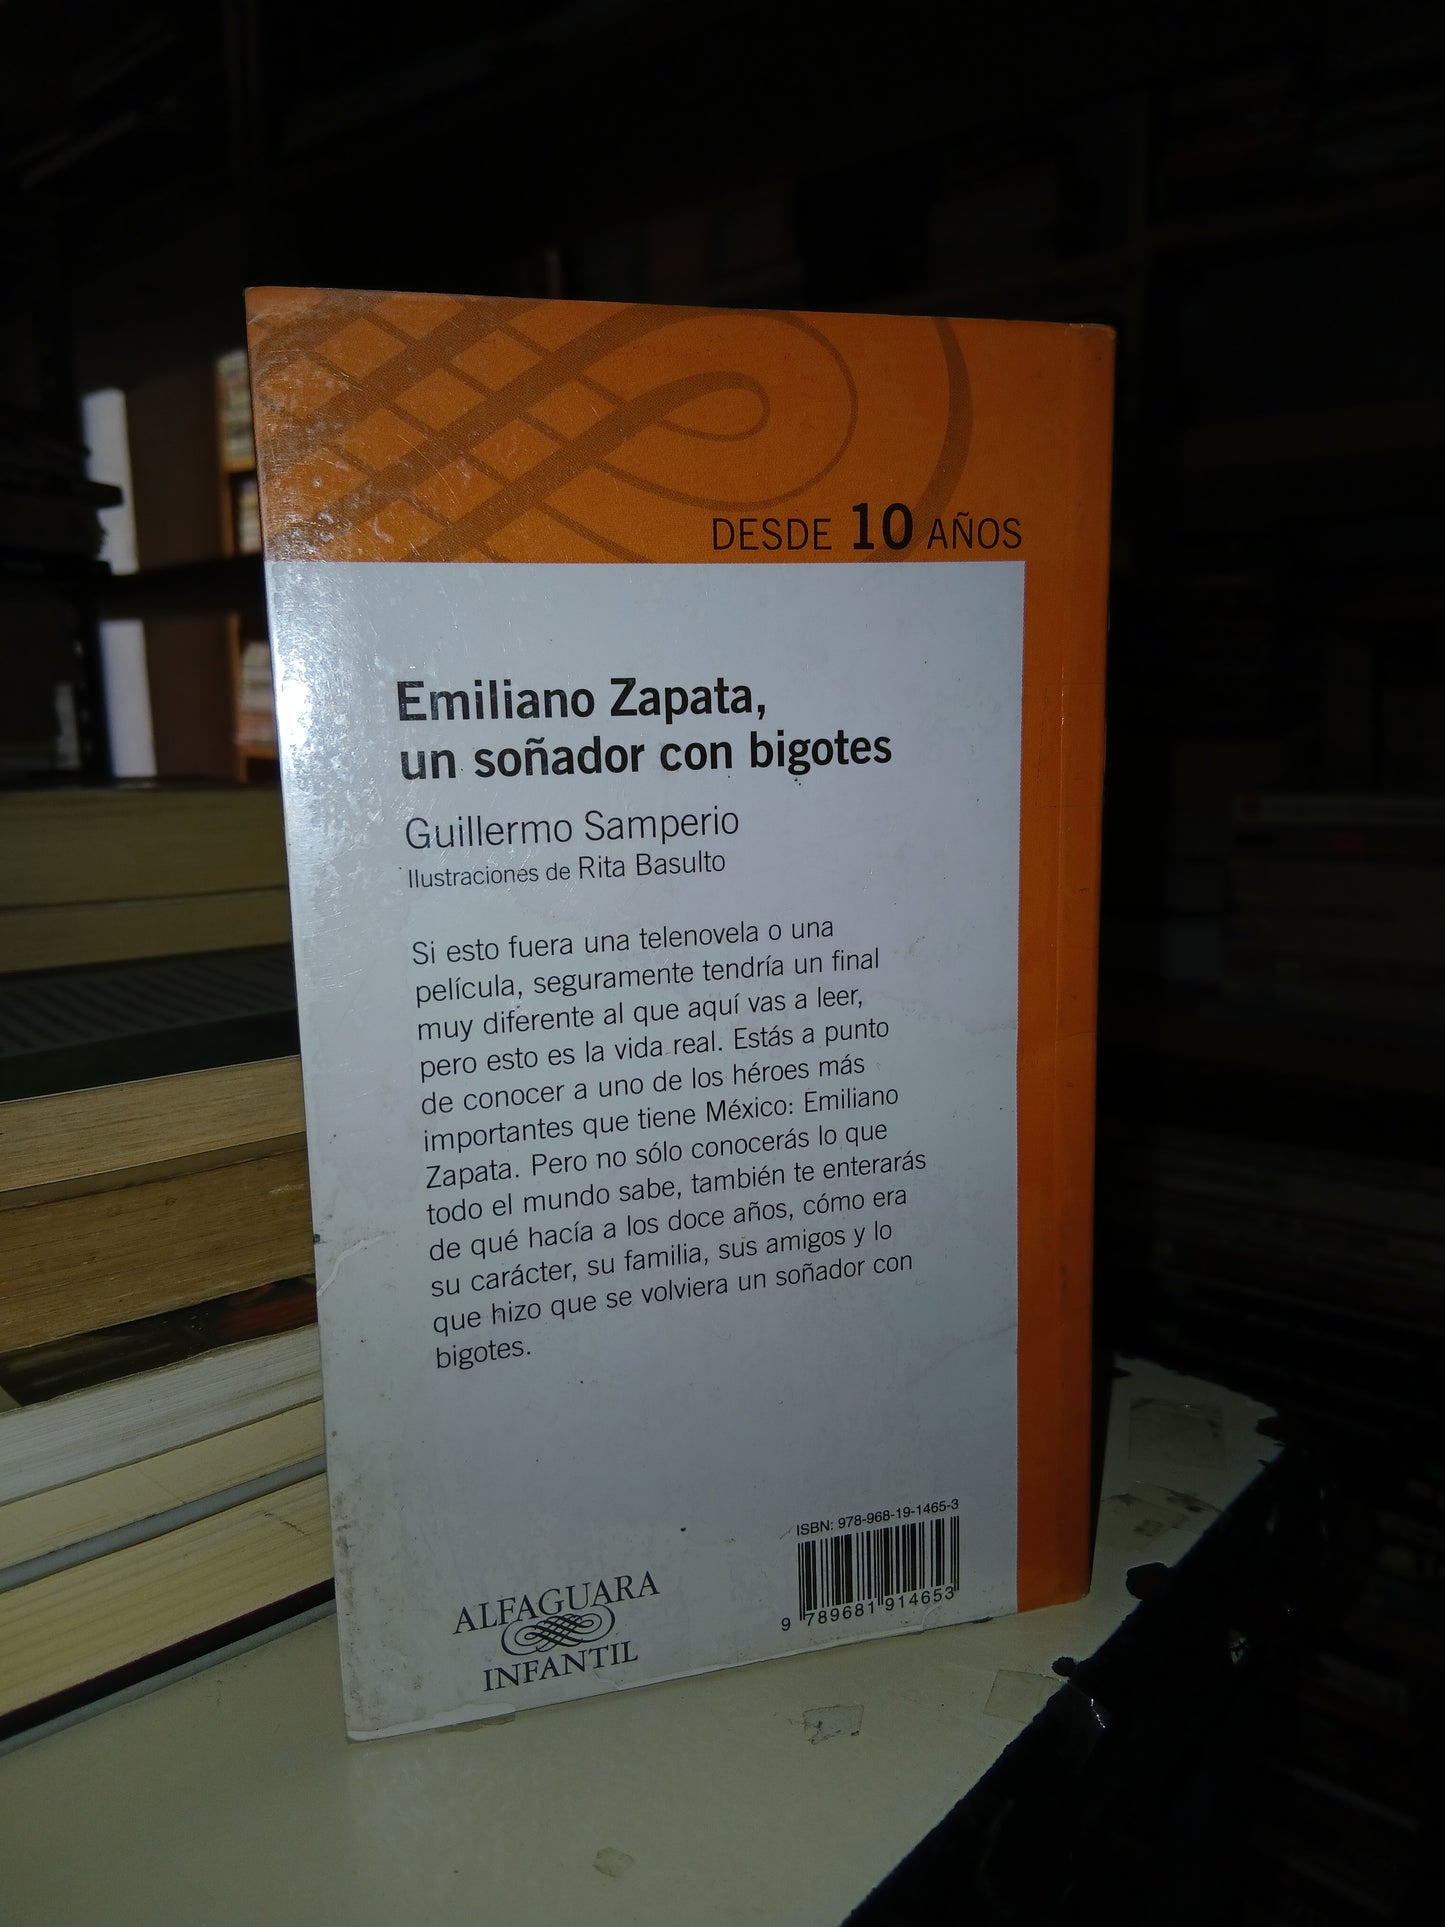 DESDE 10 AÑOS
Emiliano Zapata,
un soñador con bigotes
Guillermo Samperio
Ilustraciones de Rita Basulto
Si esto fuera una telenovela o una
película, seguramente tendría un final
muy diferente al que aquí vas a leer,
pero esto es la vida real. Estás a punto
de conocer a uno de los héroes más
importantes que tiene México: Emiliano
Zapata. Pero no sólo conocerás lo que
todo el mundo sabe, también te enterarás
de qué hacía a los doce años, cómo era
su carácter, su familia, sus amigos y lo
que hizo que se volviera un soñador con
bigotes.
ISBN: 978-968-19-1465-3
9 789681 914653
ALFAGUARA
INFANTIL